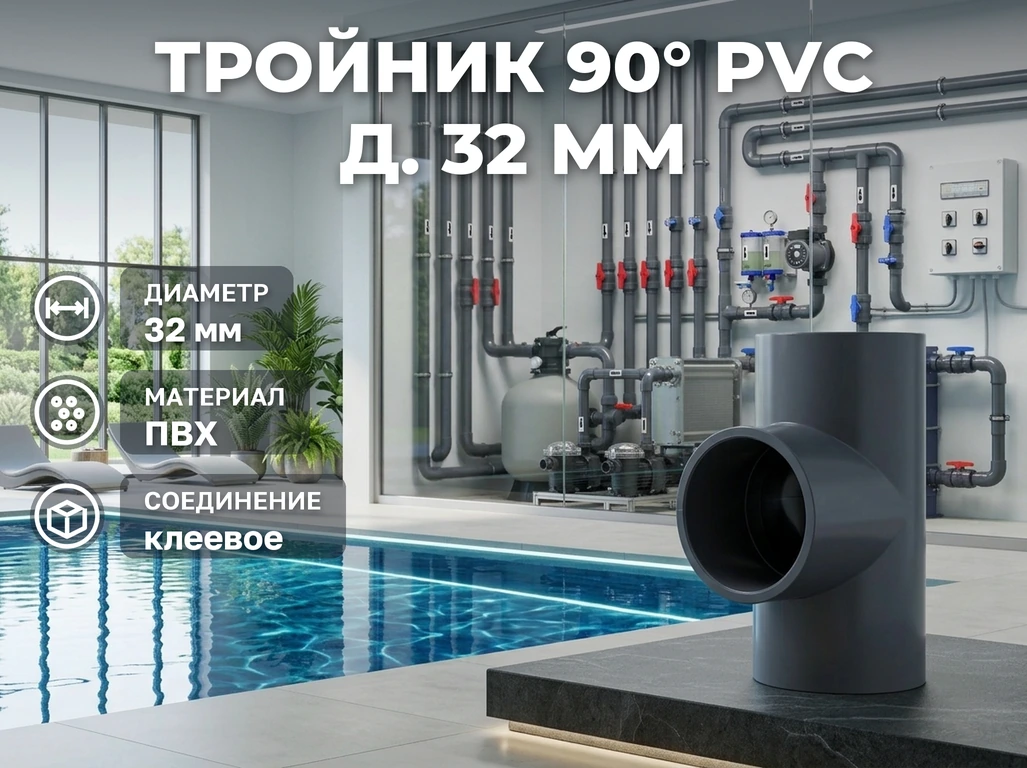 ТРОЙНИК 90° PVC
Д. 32 ММ
ДИАМЕТР
32 мм
МАТЕРИАЛ
ПВХ
СОЕДИНЕНИЕ
клеевое